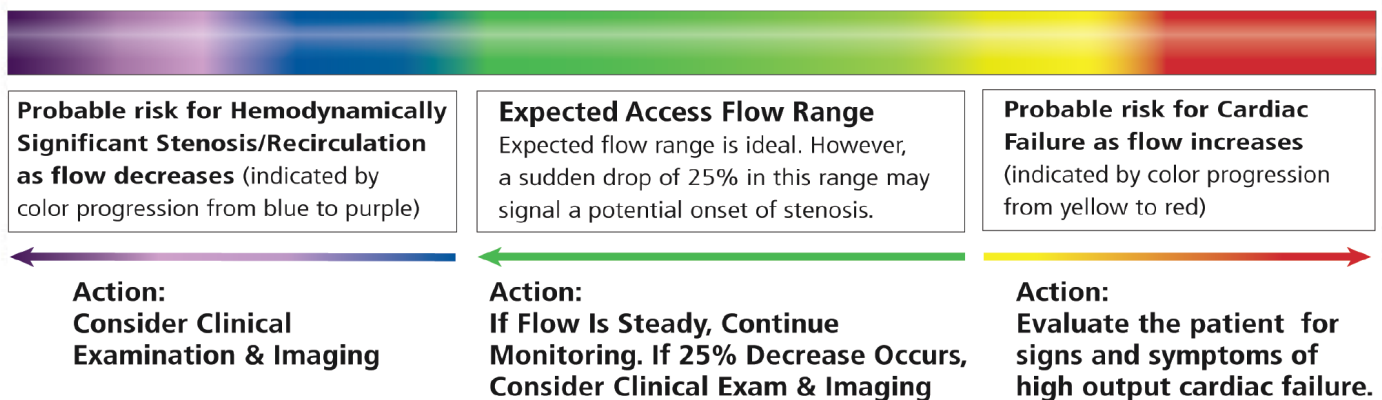 Probable risk for Hemodynamically
Significant Stenosis/Recirculation
as flow decreases (indicated by
color progression from blue to purple)
Expected Access Flow Range
Expected flow range is ideal. However,
a sudden drop of 25% in this range may
signal a potential onset of stenosis.
Probable risk for Cardiac
Failure as flow increases
(indicated by color progression
from yellow to red)
Action:
Consider Clinical
Examination & Imaging
Action:
If Flow Is Steady, Continue
Monitoring. If 25% Decrease Occurs,
Consider Clinical Exam & Imaging
Action:
Evaluate the patient for
signs and symptoms of
high output cardiac failure.